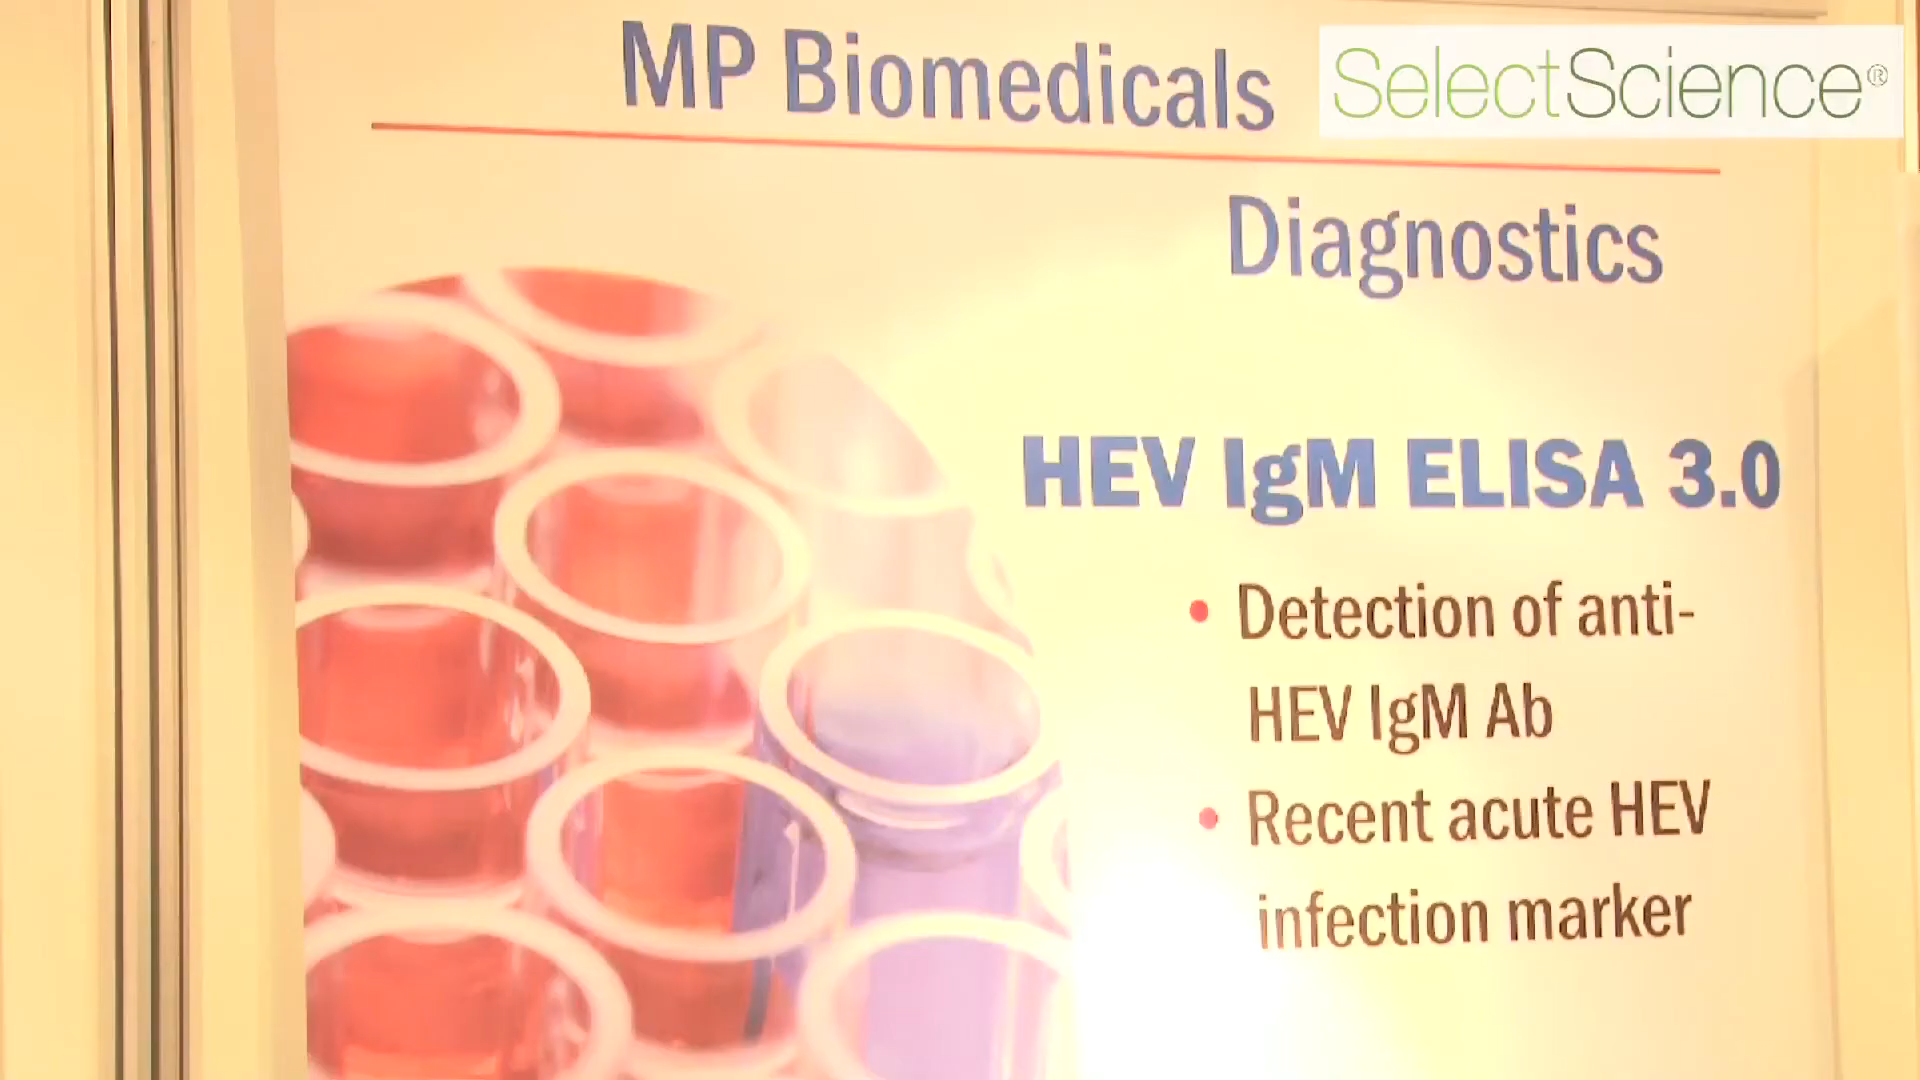 MP Biomedicals
SelectScience®
Diagnostics
HEV IgM ELISA 3.0
• Detection of anti-
HEV IgM Ab
• Recent acute HEV
infection marker